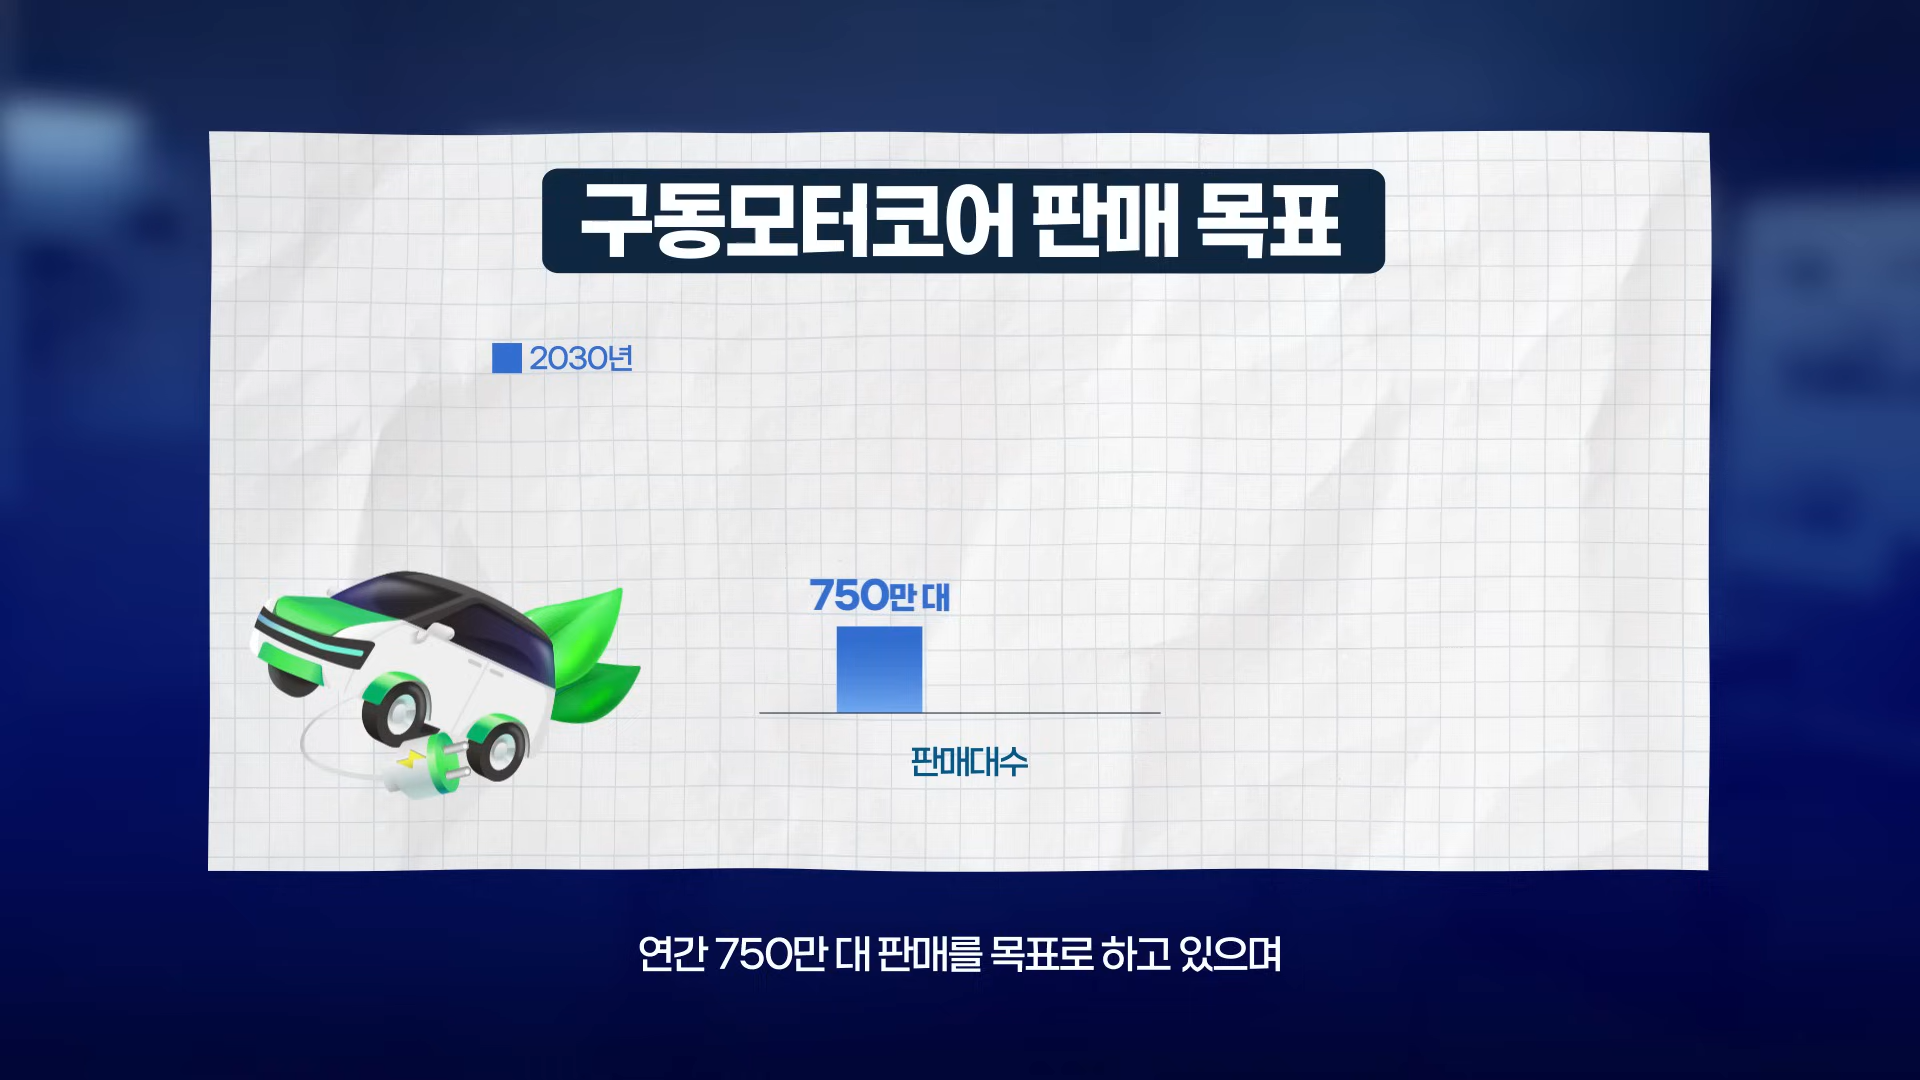 구동모터코어 판매 목표
2030년
750만 대
판매대수
연간 750만 대 판매를 목표로 하고 있으며